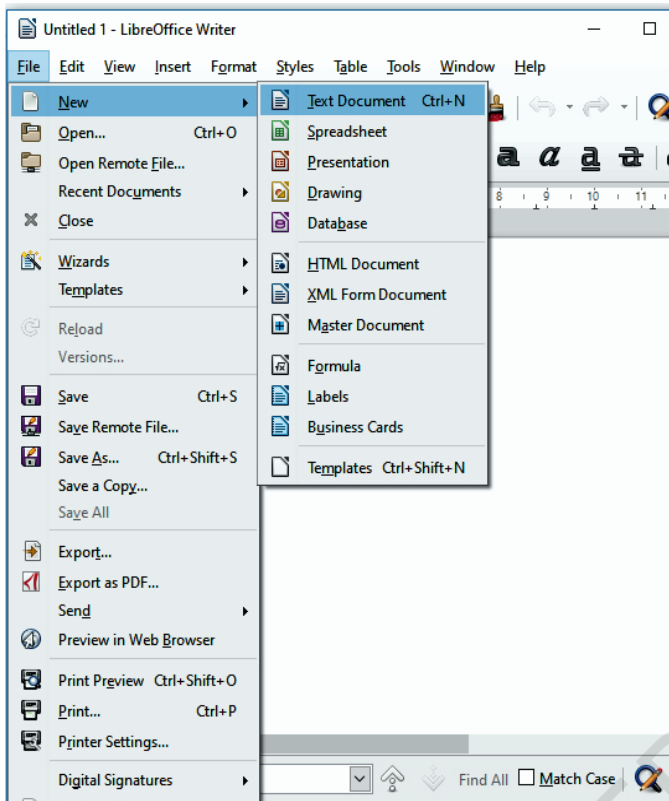 Untitled 1 - LibreOffice Writer
File Edit View Insert Format Styles Table Tools Window Help
New
Open... Ctrl+O
Open Remote File...
Recent Documents
Close
Wizards
Templates
Reload
Versions...
Save Ctrl+S
Save Remote File...
Save As... Ctrl+Shift+S
Save a Copy...
Save All
Export...
Export as PDF...
Send
Preview in Web Browser
Print Preview Ctrl+Shift+O
Print... Ctrl+P
Printer Settings...
Digital Signatures
Text Document Ctrl+N
Spreadsheet
Presentation
Drawing
Database
HTML Document
XML Form Document
Master Document
Formula
Labels
Business Cards
Templates Ctrl+Shift+N
a a a a
8 9 10 11
Find All Match Case